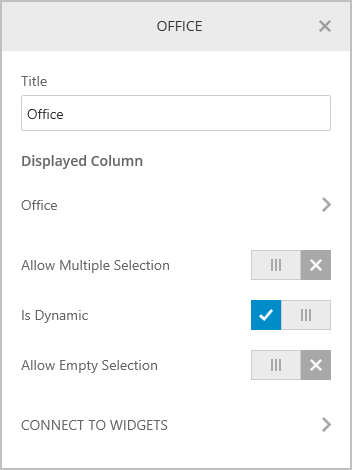 OFFICE
Title
Office
Displayed Column
Office
Allow Multiple Selection
Is Dynamic
Allow Empty Selection
CONNECT TO WIDGETS